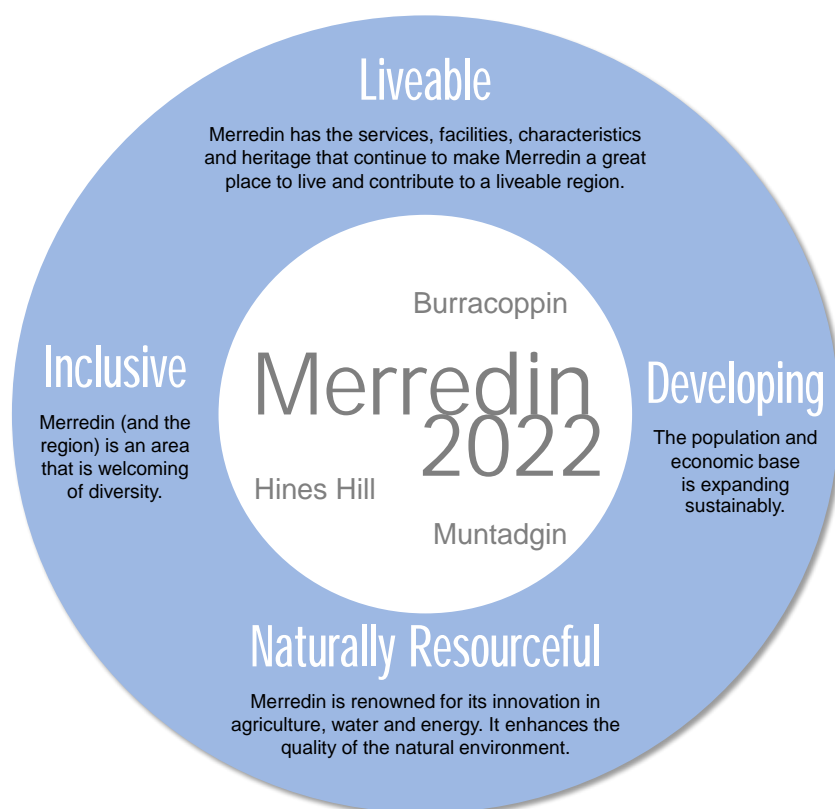 Liveable
Merredin has the services, facilities, characteristics
and heritage that continue to make Merredin a great
place to live and contribute to a liveable region.
Burracoppin
Merredin
2022
Hines Hill
Muntadgin
Inclusive
Merredin (and the
region) is an area
that is welcoming
of diversity.
Developing
The population and
economic base
is expanding
sustainably.
Naturally Resourceful
Merredin is renowned for its innovation in
agriculture, water and energy. It enhances the
quality of the natural environment.